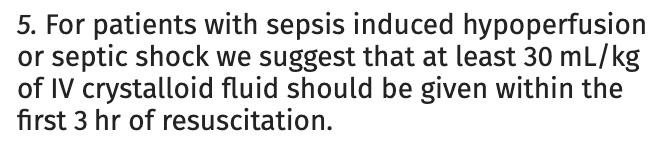 5. For patients with sepsis induced hypoperfusion
or septic shock we suggest that at least 30 mL/kg
of IV crystalloid fluid should be given within the
first 3 hr of resuscitation.